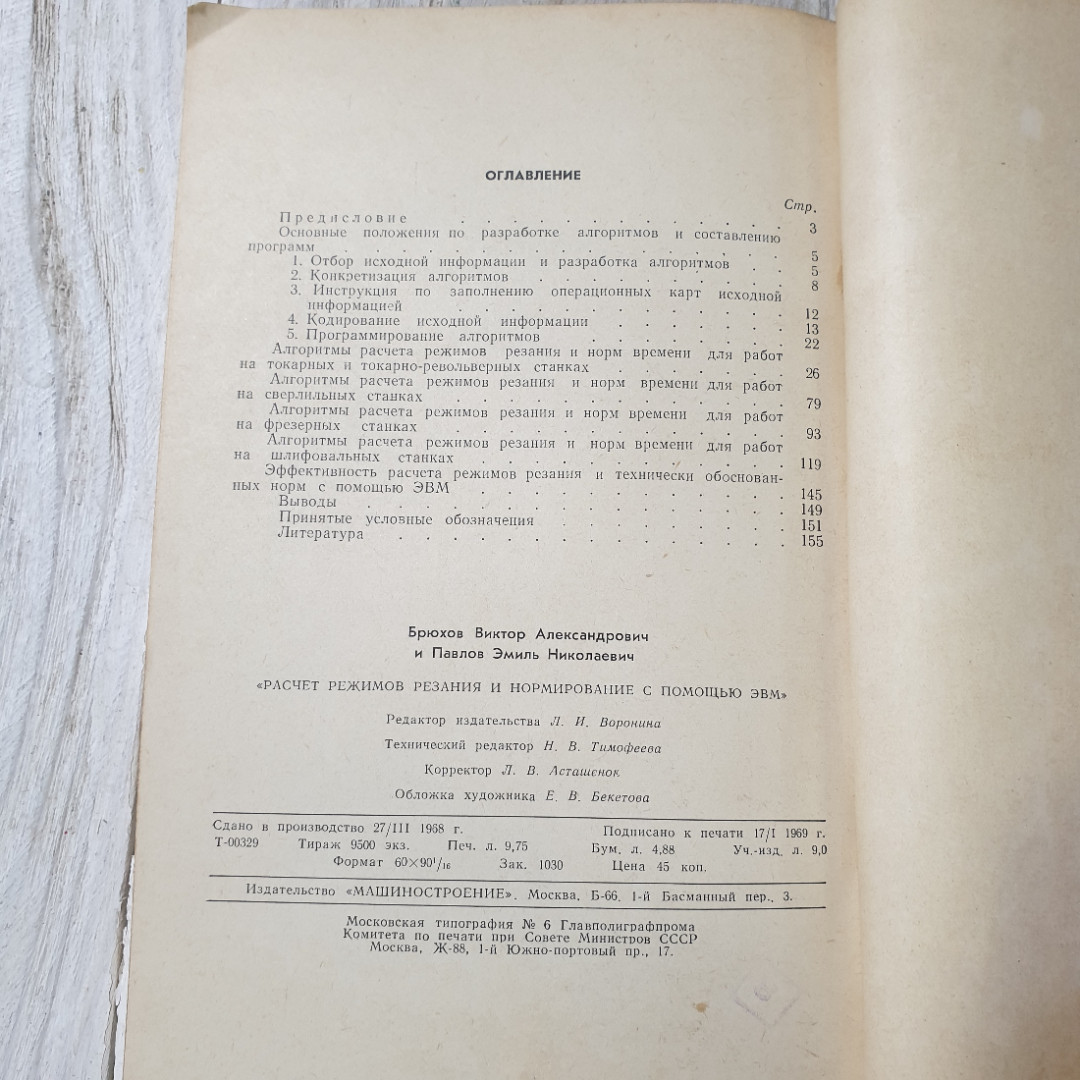 ОГЛАВЛЕНИЕ
Стр.
Предисловие . . . . . . . . . . . . 3
Основные положения по разработке алгоритмов и составлению
программ . . . . . . . . . . . . . . 5
1. Отбор исходной информации и разработка алгоритмов . . 5
2. Конкретизация алгоритмов . . . . . . . . . 8
3. Инструкция по заполнению операционных карт исходной
информацией . . . . . . . . . . . . 12
4. Кодирование исходной информации . . . . . . 13
5. Программирование алгоритмов . . . . . . . 22
Алгоритмы расчета режимов резания и норм времени для работ
на токарных и токарно-револьверных станках . . . . . . 26
Алгоритмы расчета режимов резания и норм времени для работ
на сверлильных станках . . . . . . . . . . . . 79
Алгоритмы расчета режимов резания и норм времени для работ
на фрезерных станках . . . . . . . . . . . . 93
Алгоритмы расчета режимов резания и норм времени для работ
на шлифовальных станках . . . . . . . . . . . 119
Эффективность расчета режимов резания и технически обоснован-
ных норм с помощью ЭВМ . . . . . . . . . . . 145
Выводы . . . . . . . . . . . . . . . 149
Принятые условные обозначения . . . . . . . . . 151
Литература . . . . . . . . . . . . . . 155
Брюхов Виктор Александрович
и Павлов Эмиль Николаевич
«РАСЧЕТ РЕЖИМОВ РЕЗАНИЯ И НОРМИРОВАНИЕ С ПОМОЩЬЮ ЭВМ»
Редактор издательства Л. И. Воронина
Технический редактор Н. В. Тимофеева
Корректор Л. В. Асташенок
Обложка художника Е. В. Бекетова
Сдано в производство 27/III 1968 г. Подписано к печати 17/I 1969 г.
Т-00329 Тираж 9500 экз. Печ. л. 9,75 Бум. л. 4,88 Уч.-изд. л. 9,0
Формат 60×90¹/₁₆ Зак. 1030 Цена 45 коп.
Издательство «МАШИНОСТРОЕНИЕ», Москва, Б-66, 1-й Басманный пер., 3.
Московская типография № 6 Главполиграфпрома
Комитета по печати при Совете Министров СССР
Москва, Ж-88, 1-й Южно-портовый пр., 17.